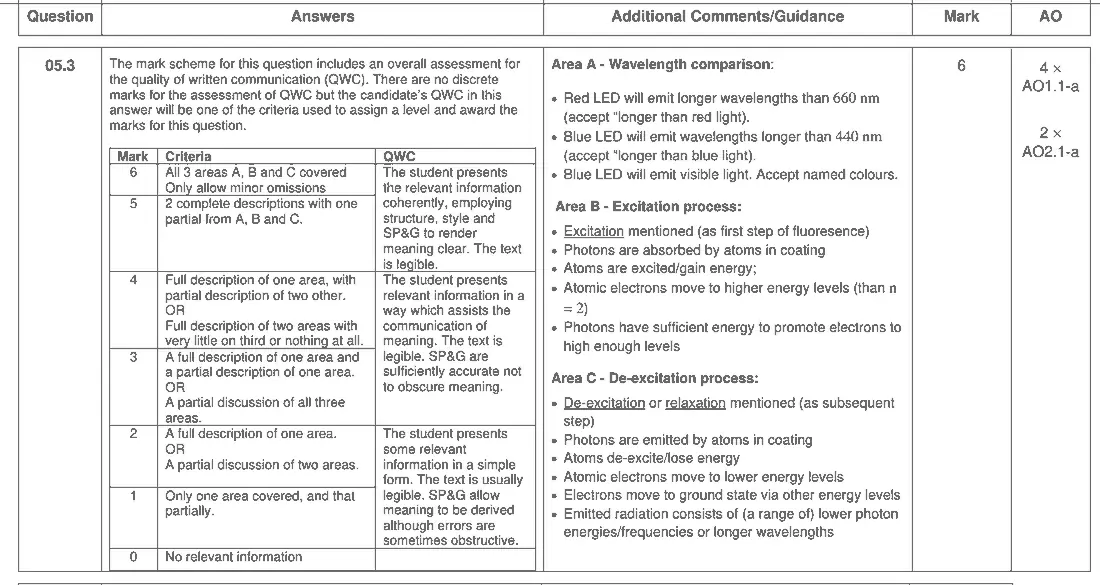 Question Answers Additional Comments/Guidance Mark AO
05.3
The mark scheme for this question includes an overall assessment for
the quality of written communication (QWC). There are no discrete
marks for the assessment of QWC but the candidate's QWC in this
answer will be one of the criteria used to assign a level and award the
marks for this question.
Mark Criteria QWC
6 All 3 areas A, B and C covered
Only allow minor omissions
5 2 complete descriptions with one
partial from A, B and C.
The student presents
the relevant information
coherently, employing
structure, style and
SP&G to render
meaning clear. The text
is legible.
4 Full description of one area, with
partial description of two other.
OR
Full description of two areas with
very little on third or nothing at all.
3 A full description of one area and
a partial description of one area.
OR
A partial discussion of all three
areas.
The student presents
relevant information in a
way which assists the
communication of
meaning. The text is
legible. SP&G are
sufficiently accurate not
to obscure meaning.
2 A full description of one area.
OR
A partial discussion of two areas.
1 Only one area covered, and that
partially.
The student presents
some relevant
information in a simple
form. The text is usually
legible. SP&G allow
meaning to be derived
although errors are
sometimes obstructive.
0 No relevant information
Area A - Wavelength comparison:
• Red LED will emit longer wavelengths than 660 nm
(accept "longer than red light).
• Blue LED will emit wavelengths longer than 440 nm
(accept "longer than blue light).
• Blue LED will emit visible light. Accept named colours.
Area B - Excitation process:
• Excitation mentioned (as first step of fluoresence)
• Photons are absorbed by atoms in coating
• Atoms are excited/gain energy;
• Atomic electrons move to higher energy levels (than n
= 2)
• Photons have sufficient energy to promote electrons to
high enough levels
Area C - De-excitation process:
• De-excitation or relaxation mentioned (as subsequent
step)
• Photons are emitted by atoms in coating
• Atoms de-excite/lose energy
• Atomic electrons move to lower energy levels
• Electrons move to ground state via other energy levels
• Emitted radiation consists of (a range of) lower photon
energies/frequencies or longer wavelengths
6
4 ×
AO1.1-a
2 ×
AO2.1-a